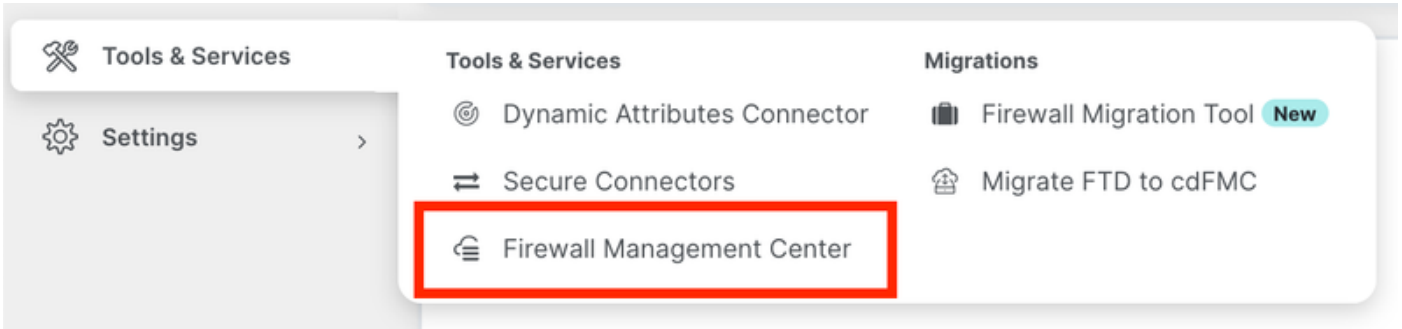 Tools & Services
Settings
Tools & Services
Dynamic Attributes Connector
Secure Connectors
Firewall Management Center
Migrations
Firewall Migration Tool New
Migrate FTD to cdFMC